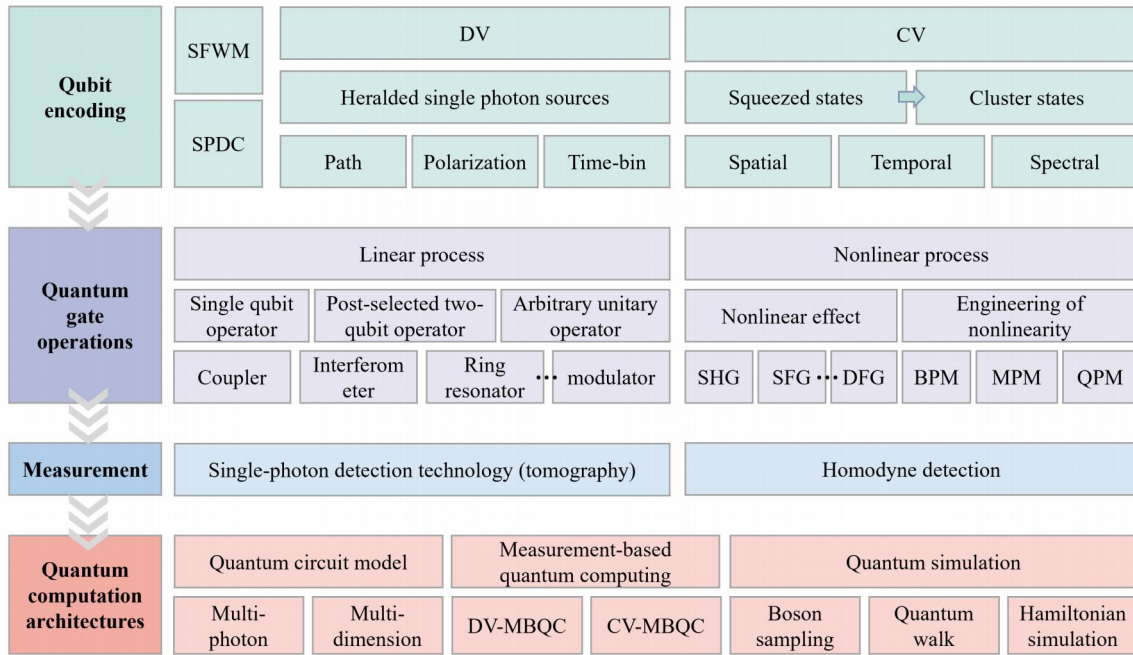 Qubit
encoding
SFWM
SPDC
DV
Heralded single photon sources
Path
Polarization
Time-bin
CV
Squeezed states
Cluster states
Spatial
Temporal
Spectral
Quantum
gate
operations
Linear process
Single qubit
operator
Post-selected two-
qubit operator
Arbitrary unitary
operator
Coupler
Interferom
eter
Ring
resonator
•••
modulator
Nonlinear process
Nonlinear effect
Engineering of
nonlinearity
SHG
SFG
•••
DFG
BPM
MPM
QPM
Measurement
Single-photon detection technology (tomography)
Homodyne detection
Quantum
computation
architectures
Quantum circuit model
Multi-
photon
Multi-
dimension
Measurement-based
quantum computing
DV-MBQC
CV-MBQC
Quantum simulation
Boson
sampling
Quantum
walk
Hamiltonian
simulation